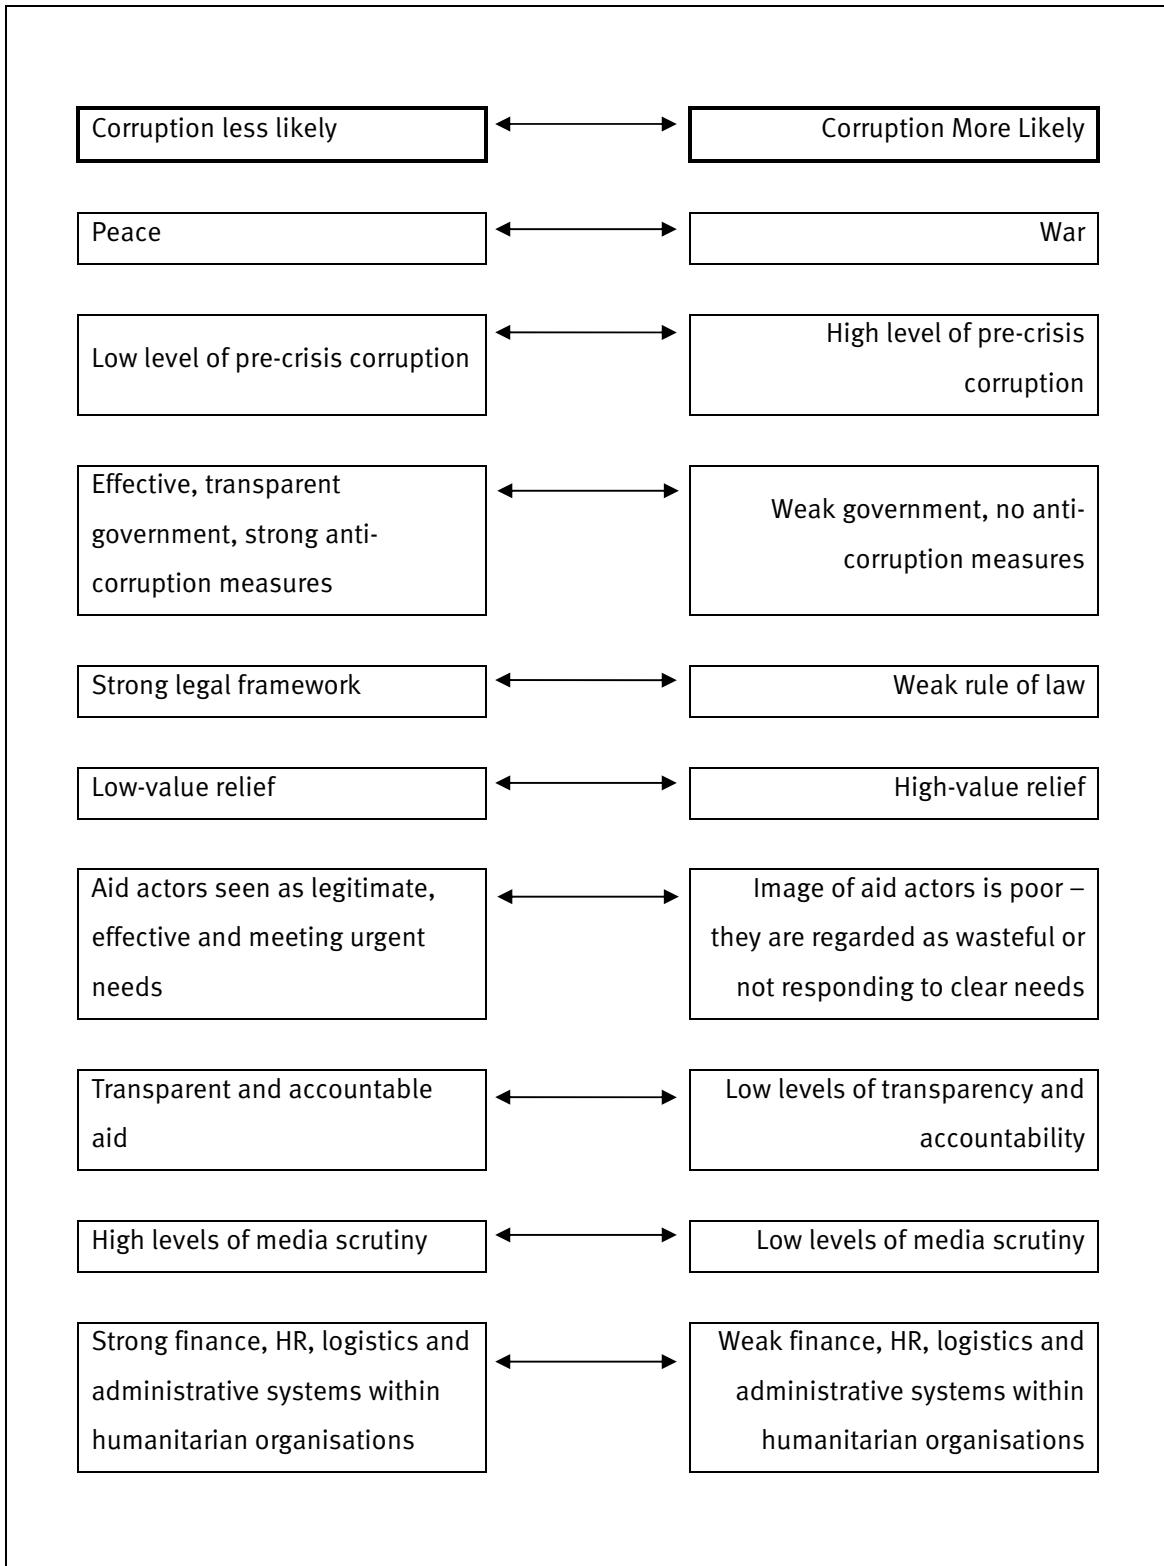 Corruption less likely
Corruption More Likely
Peace
War
Low level of pre-crisis corruption
High level of pre-crisis
corruption
Effective, transparent
government, strong anti-
corruption measures
Weak government, no anti-
corruption measures
Strong legal framework
Weak rule of law
Low-value relief
High-value relief
Aid actors seen as legitimate,
effective and meeting urgent
needs
Image of aid actors is poor –
they are regarded as wasteful or
not responding to clear needs
Transparent and accountable
aid
Low levels of transparency and
accountability
High levels of media scrutiny
Low levels of media scrutiny
Strong finance, HR, logistics and
administrative systems within
humanitarian organisations
Weak finance, HR, logistics and
administrative systems within
humanitarian organisations